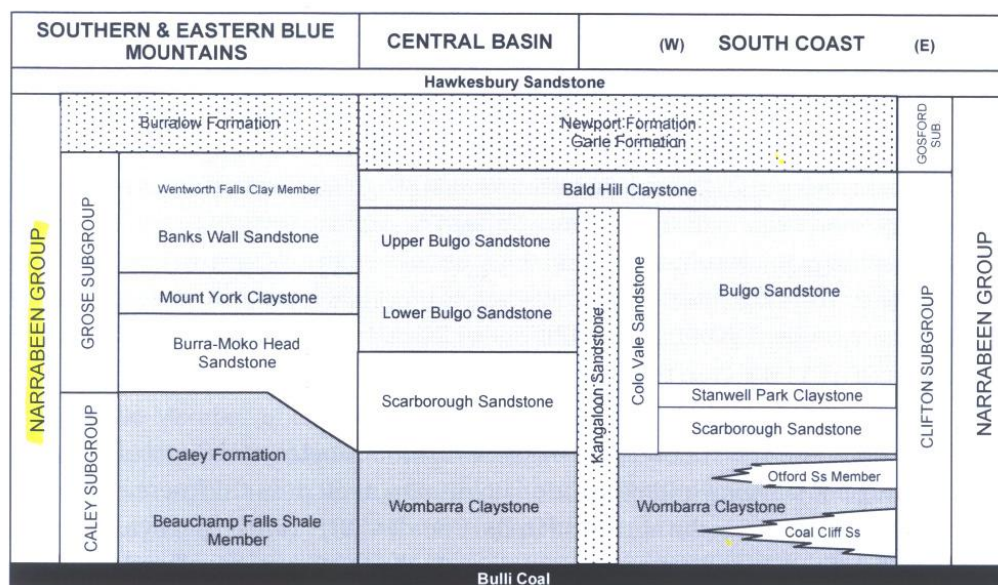 SOUTHERN & EASTERN BLUE
MOUNTAINS
CENTRAL BASIN
(W) SOUTH COAST (E)
Hawkesbury Sandstone
NARRABEEN GROUP
GROSE SUBGROUP
CALEY SUBGROUP
Burralow Formation
Wentworth Falls Clay Member
Banks Wall Sandstone
Mount York Claystone
Burra-Moko Head
Sandstone
Caley Formation
Beauchamp Falls Shale
Member
Newport Formation
Garie Formation
Bald Hill Claystone
Upper Bulgo Sandstone
Lower Bulgo Sandstone
Scarborough Sandstone
Wombarra Claystone
Kangaloon Sandstone
Colo Vale Sandstone
Bulgo Sandstone
Stanwell Park Claystone
Scarborough Sandstone
Otford Ss Member
Wombarra Claystone
Coal Cliff Ss
GOSFORD
SUB.
CLIFTON SUBGROUP
NARRABEEN GROUP
Bulli Coal